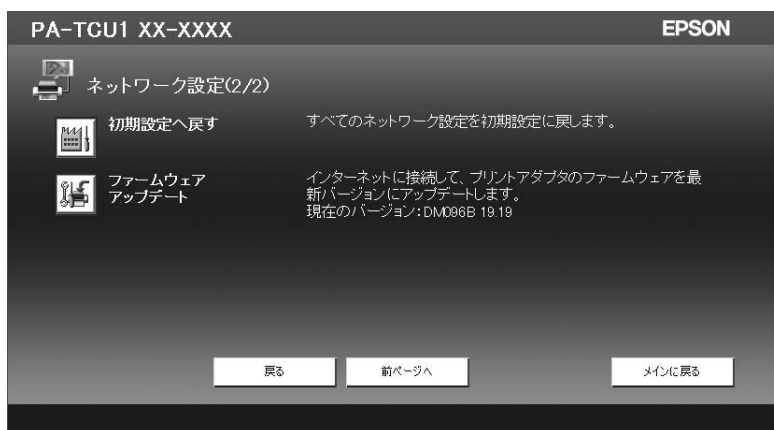 PA-TCU1 XX-XXXX
EPSON
ネットワーク設定(2/2)
初期設定へ戻す
すべてのネットワーク設定を初期設定に戻します。
ファームウェア
アップデート
インターネットに接続して、プリントアダプタのファームウェアを最
新バージョンにアップデートします。
現在のバージョン:DM096B 19.19
戻る
前ページへ
メインに戻る